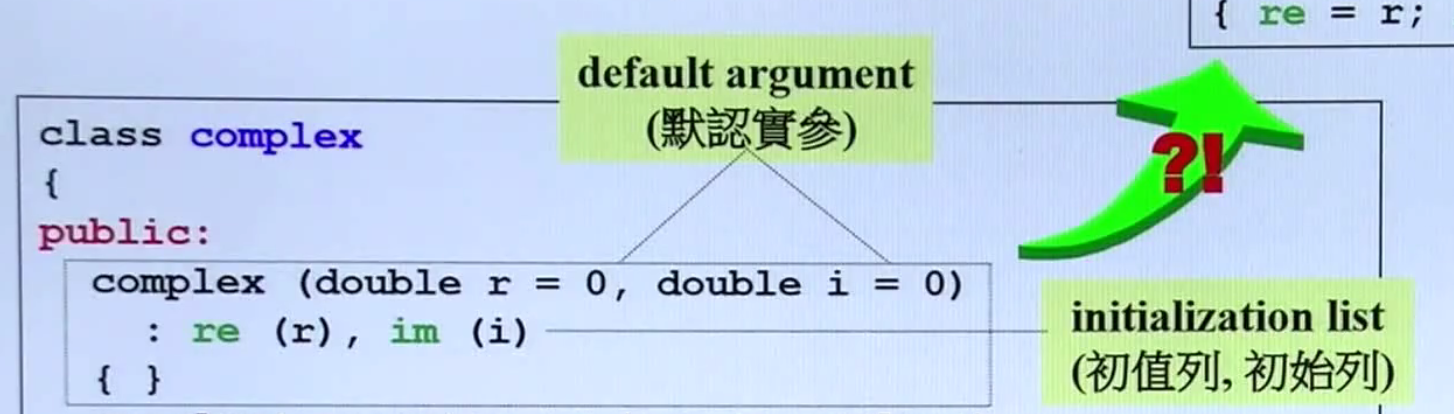 { re = r;
default argument
(默認實參)
class complex
{
public:
?!
complex (double r = 0, double i = 0)
: re (r), im (i)
{ }
initialization list
(初值列, 初始列)